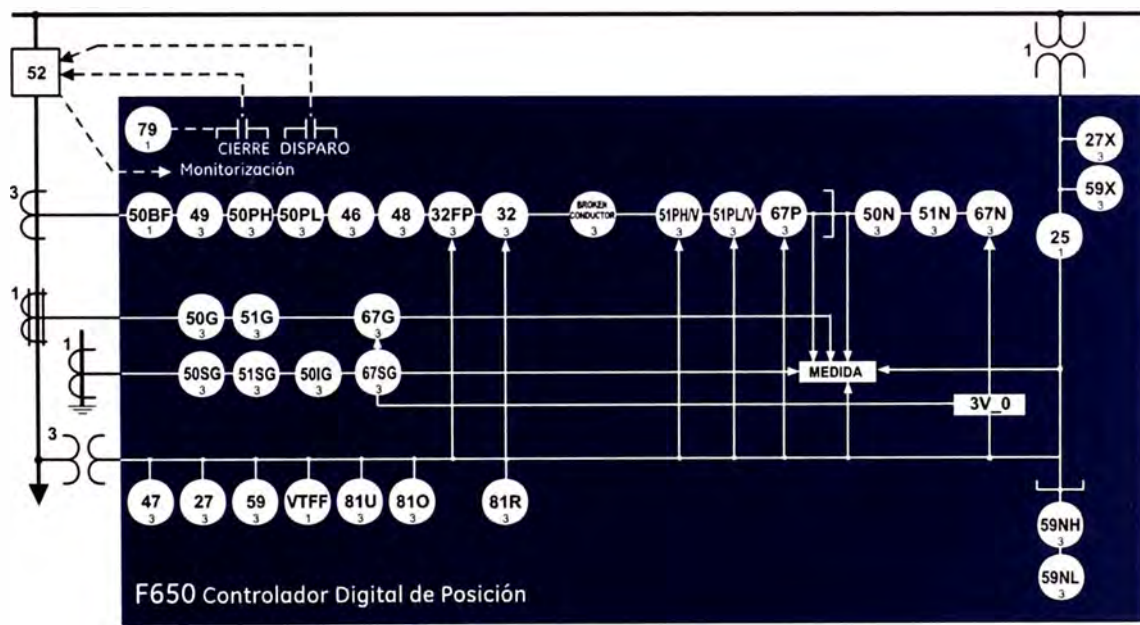 1
52
79
1
CIERRE DISPARO
Monitorización
27X
3
59X
3
3
50BF
1
49
3
50PH
3
50PL
3
46
3
48
3
32FP
3
32
3
BROKEN
CONDUCTOR
3
51PH/V
3
51PL/V
3
67P
3
50N
3
51N
3
67N
3
25
1
1
50G
3
51G
3
67G
3
1
50SG
3
51SG
3
50IG
3
67SG
3
MEDIDA
3V_0
3
47
3
27
3
59
3
VTFF
1
81U
3
81O
3
81R
3
59NH
3
59NL
3
F650 Controlador Digital de Posición